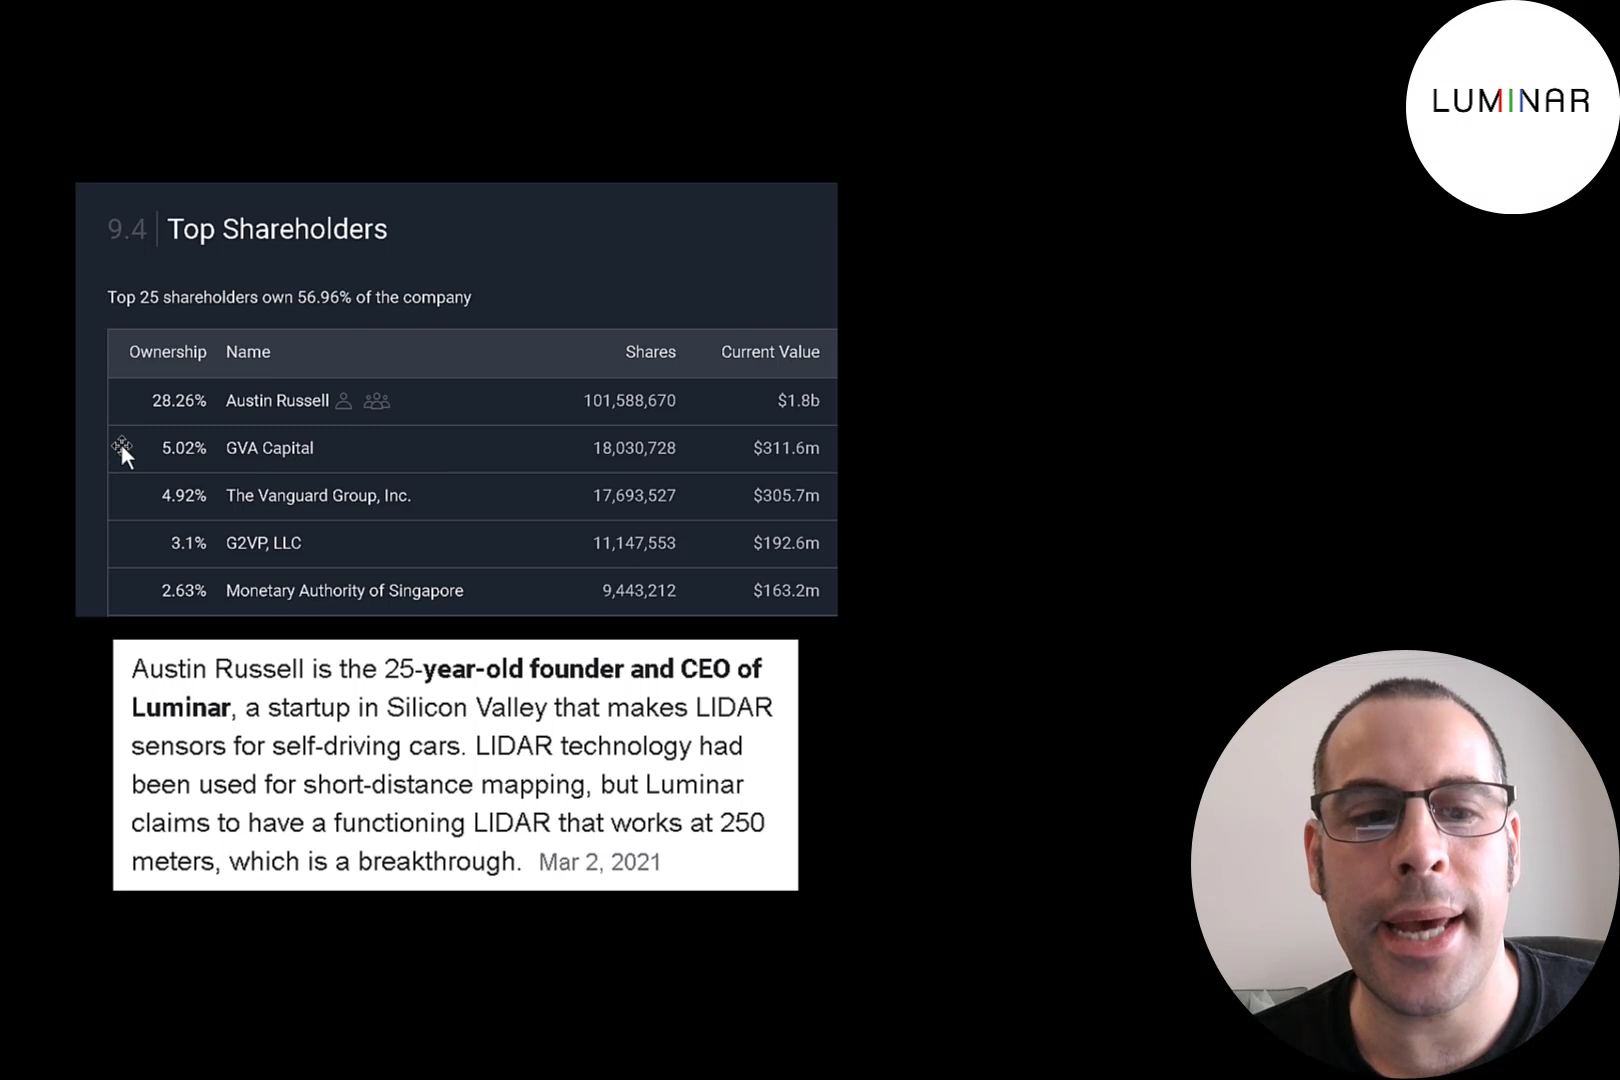 LUMINAR
9.4 Top Shareholders
Top 25 shareholders own 56.96% of the company
Ownership Name Shares Current Value
28.26% Austin Russell 101,588,670 $1.8b
5.02% GVA Capital 18,030,728 $311.6m
4.92% The Vanguard Group, Inc. 17,693,527 $305.7m
3.1% G2VP, LLC 11,147,553 $192.6m
2.63% Monetary Authority of Singapore 9,443,212 $163.2m
Austin Russell is the 25-year-old founder and CEO of
Luminar, a startup in Silicon Valley that makes LIDAR
sensors for self-driving cars. LIDAR technology had
been used for short-distance mapping, but Luminar
claims to have a functioning LIDAR that works at 250
meters, which is a breakthrough. Mar 2, 2021